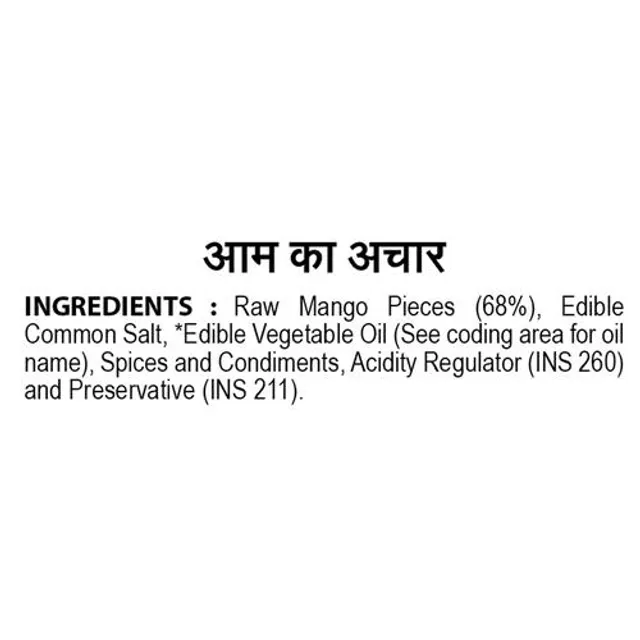 आम का अचार
INGREDIENTS : Raw Mango Pieces (68%), Edible
Common Salt, *Edible Vegetable Oil (See coding area for oil
name), Spices and Condiments, Acidity Regulator (INS 260)
and Preservative (INS 211).